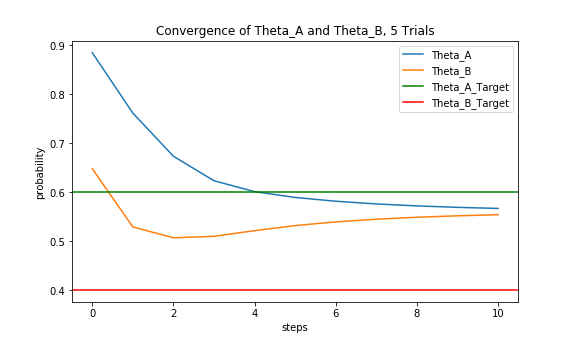 Convergence of Theta_A and Theta_B, 5 Trials
Theta_A
Theta_B
Theta_A_Target
Theta_B_Target
probability
0.9
0.8
0.7
0.6
0.5
0.4
0 2 4 6 8 10
steps